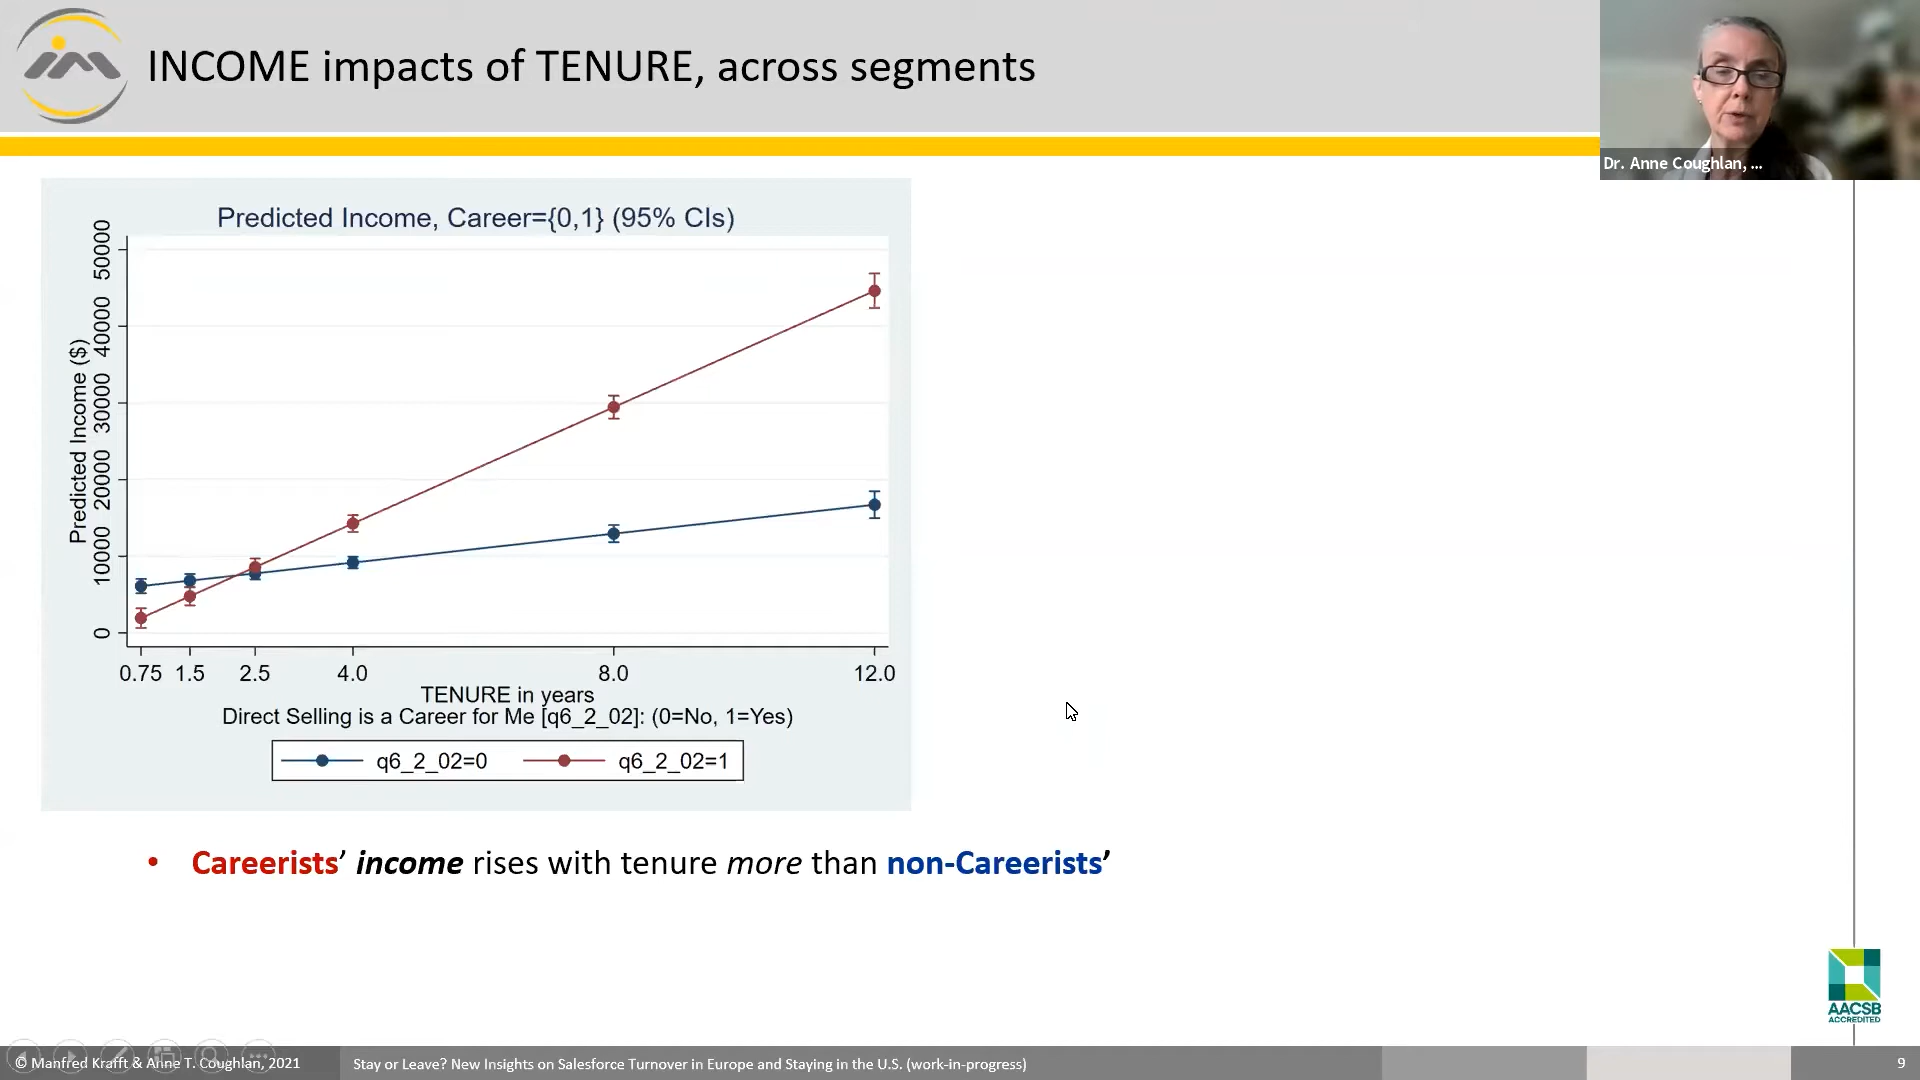 INCOME impacts of TENURE, across segments
Dr. Anne Coughlan, ...
Predicted Income, Career={0,1} (95% CIs)
Predicted Income ($)
50000
40000
30000
20000
10000
0
0.75 1.5 2.5 4.0 8.0 12.0
TENURE in years
Direct Selling is a Career for Me [q6_2_02]: (0=No, 1=Yes)
q6_2_02=0 q6_2_02=1
• Careerists’ income rises with tenure more than non-Careerists’
AACSB
ACCREDITED
© Manfred Krafft & Anne T. Coughlan, 2021
Stay or Leave? New Insights on Salesforce Turnover in Europe and Staying in the U.S. (work-in-progress)
9